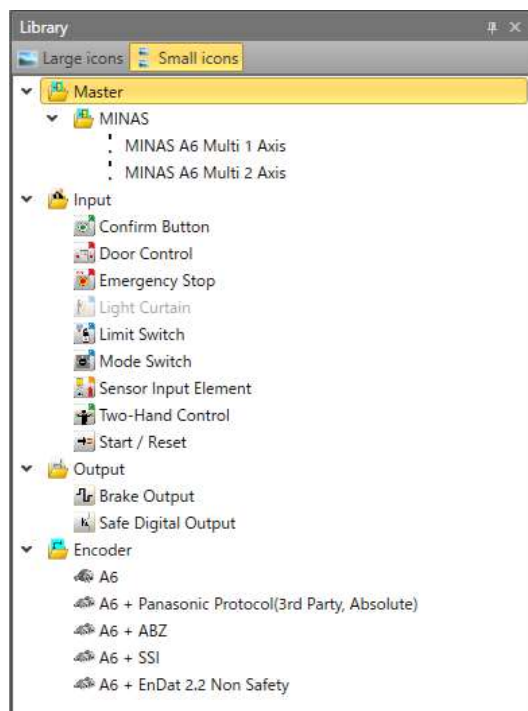 Library
Large icons Small icons
Master
MINAS
MINAS A6 Multi 1 Axis
MINAS A6 Multi 2 Axis
Input
Confirm Button
Door Control
Emergency Stop
Light Curtain
Limit Switch
Mode Switch
Sensor Input Element
Two-Hand Control
Start / Reset
Output
Brake Output
Safe Digital Output
Encoder
A6
A6 + Panasonic Protocol(3rd Party, Absolute)
A6 + ABZ
A6 + SSI
A6 + EnDat 2.2 Non Safety